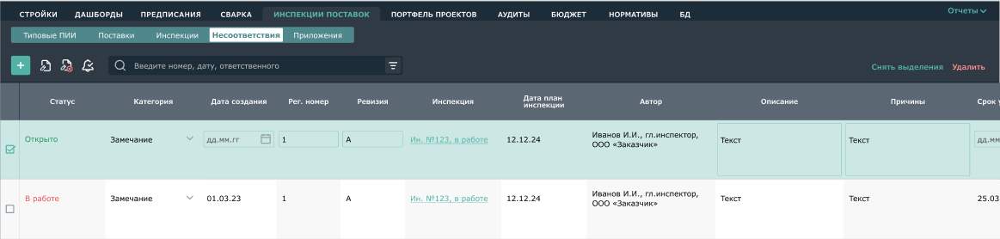 СТРОЙКИ ДАШБОРДЫ ПРЕДПИСАНИЯ СВАРКА ИНСПЕКЦИИ ПОСТАВОК ПОРТФЕЛЬ ПРОЕКТОВ АУДИТЫ БЮДЖЕТ НОРМАТИВЫ БД Отчеты
Типовые ПИИ Поставки Инспекции Несоответствия Приложения
Введите номер, дату, ответственного
Снять выделения Удалить
Статус Категория Дата создания Рег. номер Ревизия Инспекция Дата план инспекции Автор Описание Причины Срок у
Открыто Замечание дд.мм.гг 1 А Ин. №123, в работе 12.12.24 Иванов И.И., гл.инспектор, ООО «Заказчик» Текст Текст дд.мм
В работе Замечание 01.03.23 1 А Ин. №123, в работе 12.12.24 Иванов И.И., гл.инспектор, ООО «Заказчик» Текст Текст 25.03